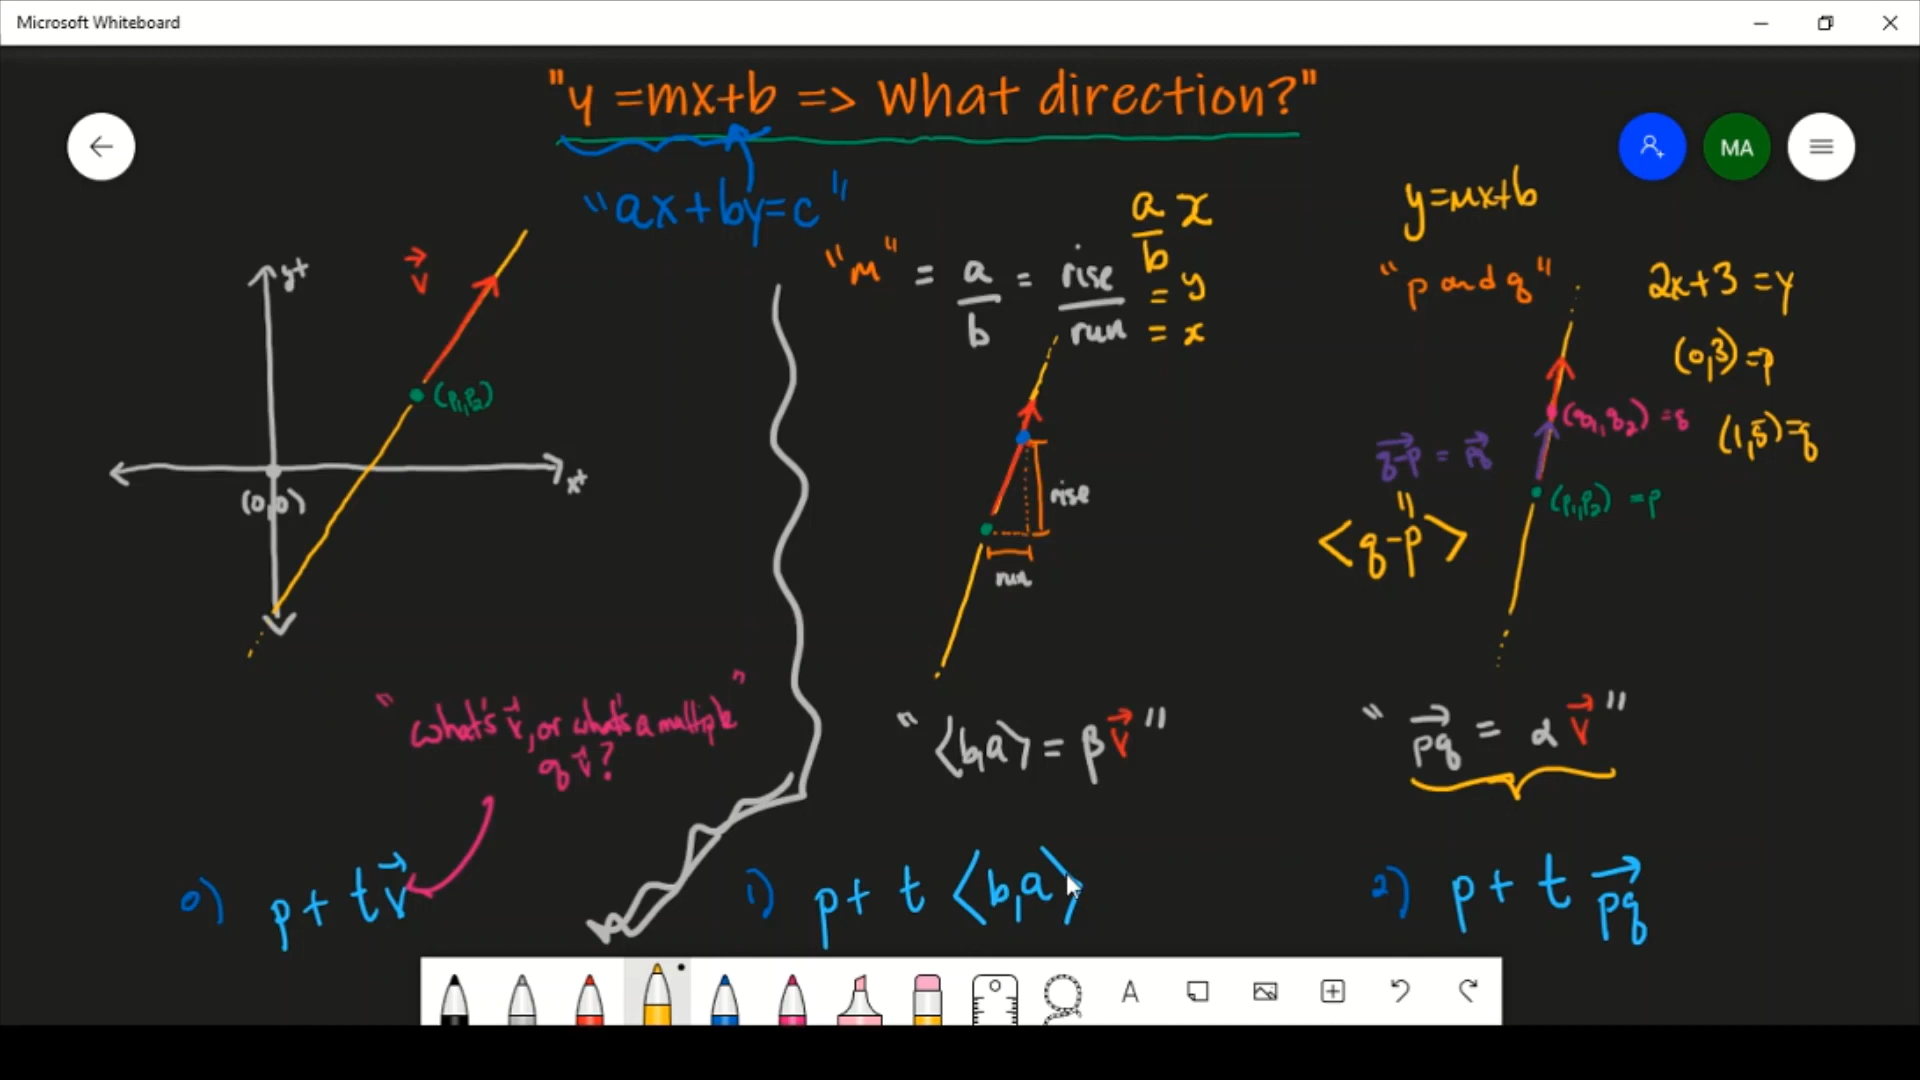 Microsoft Whiteboard
"y =mx+b => What direction?"
"ax+by=c"
MA
y+
x+
(0,0)
v
(p₁,p₂)
"what's v, or what's a multiple
of v?"
0) p + t v
"m" = a/b = rise/run
a/b x
= y
= x
rise
run
"⟨b,a⟩ = βv"
1) p + t ⟨b,a⟩
y=mx+b
"p and q"
2x+3 =y
(0,3)=p
(1,5)=q
(q₁,q₂) =q
q-p = pq
(p₁,p₂) =p
"
<q-p>
"pq = αv"
2) p + t pq
A